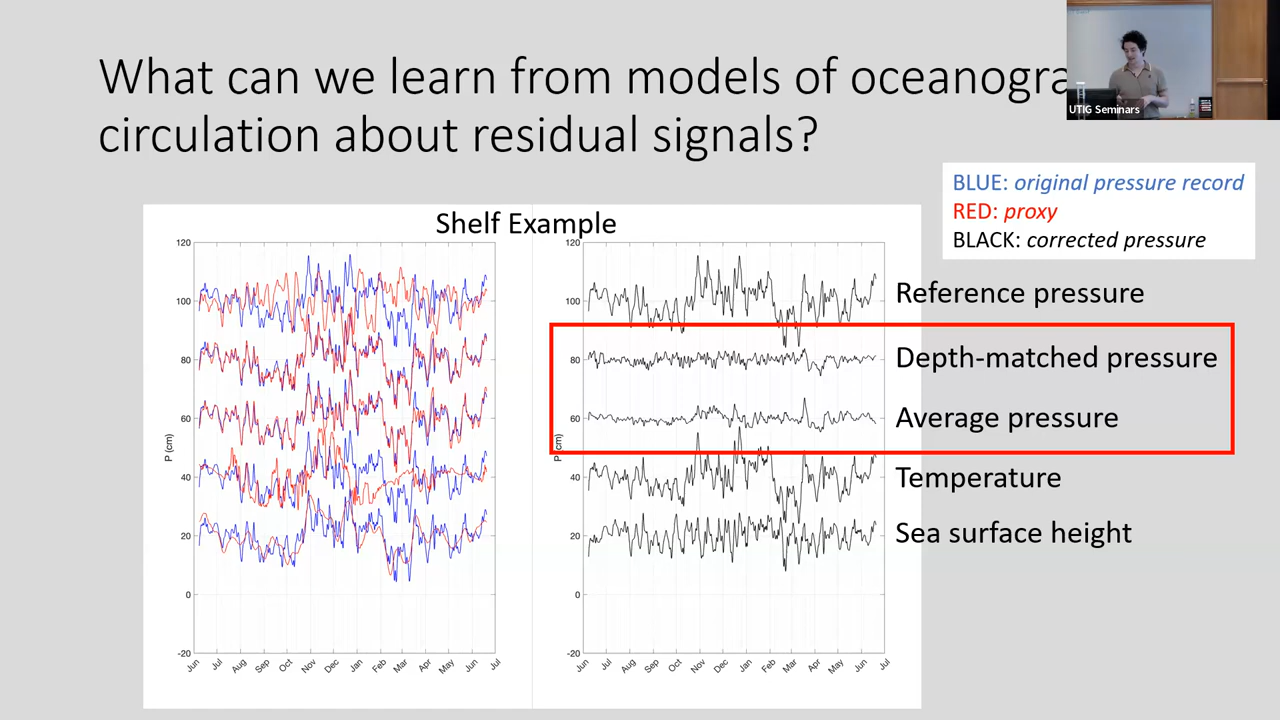 What can we learn from models of oceanogra
circulation about residual signals?
UTIG Seminars
BLUE: original pressure record
RED: proxy
BLACK: corrected pressure
Shelf Example
120
100
80
60
40
20
0
-20
P (cm)
Jun
Jul
Aug
Sep
Oct
Nov
Dec
Jan
Feb
Mar
Apr
May
Jun
Jul
120
100
80
60
40
20
0
-20
P (cm)
Jun
Jul
Aug
Sep
Oct
Nov
Dec
Jan
Feb
Mar
Apr
May
Jun
Jul
Reference pressure
Depth-matched pressure
Average pressure
Temperature
Sea surface height